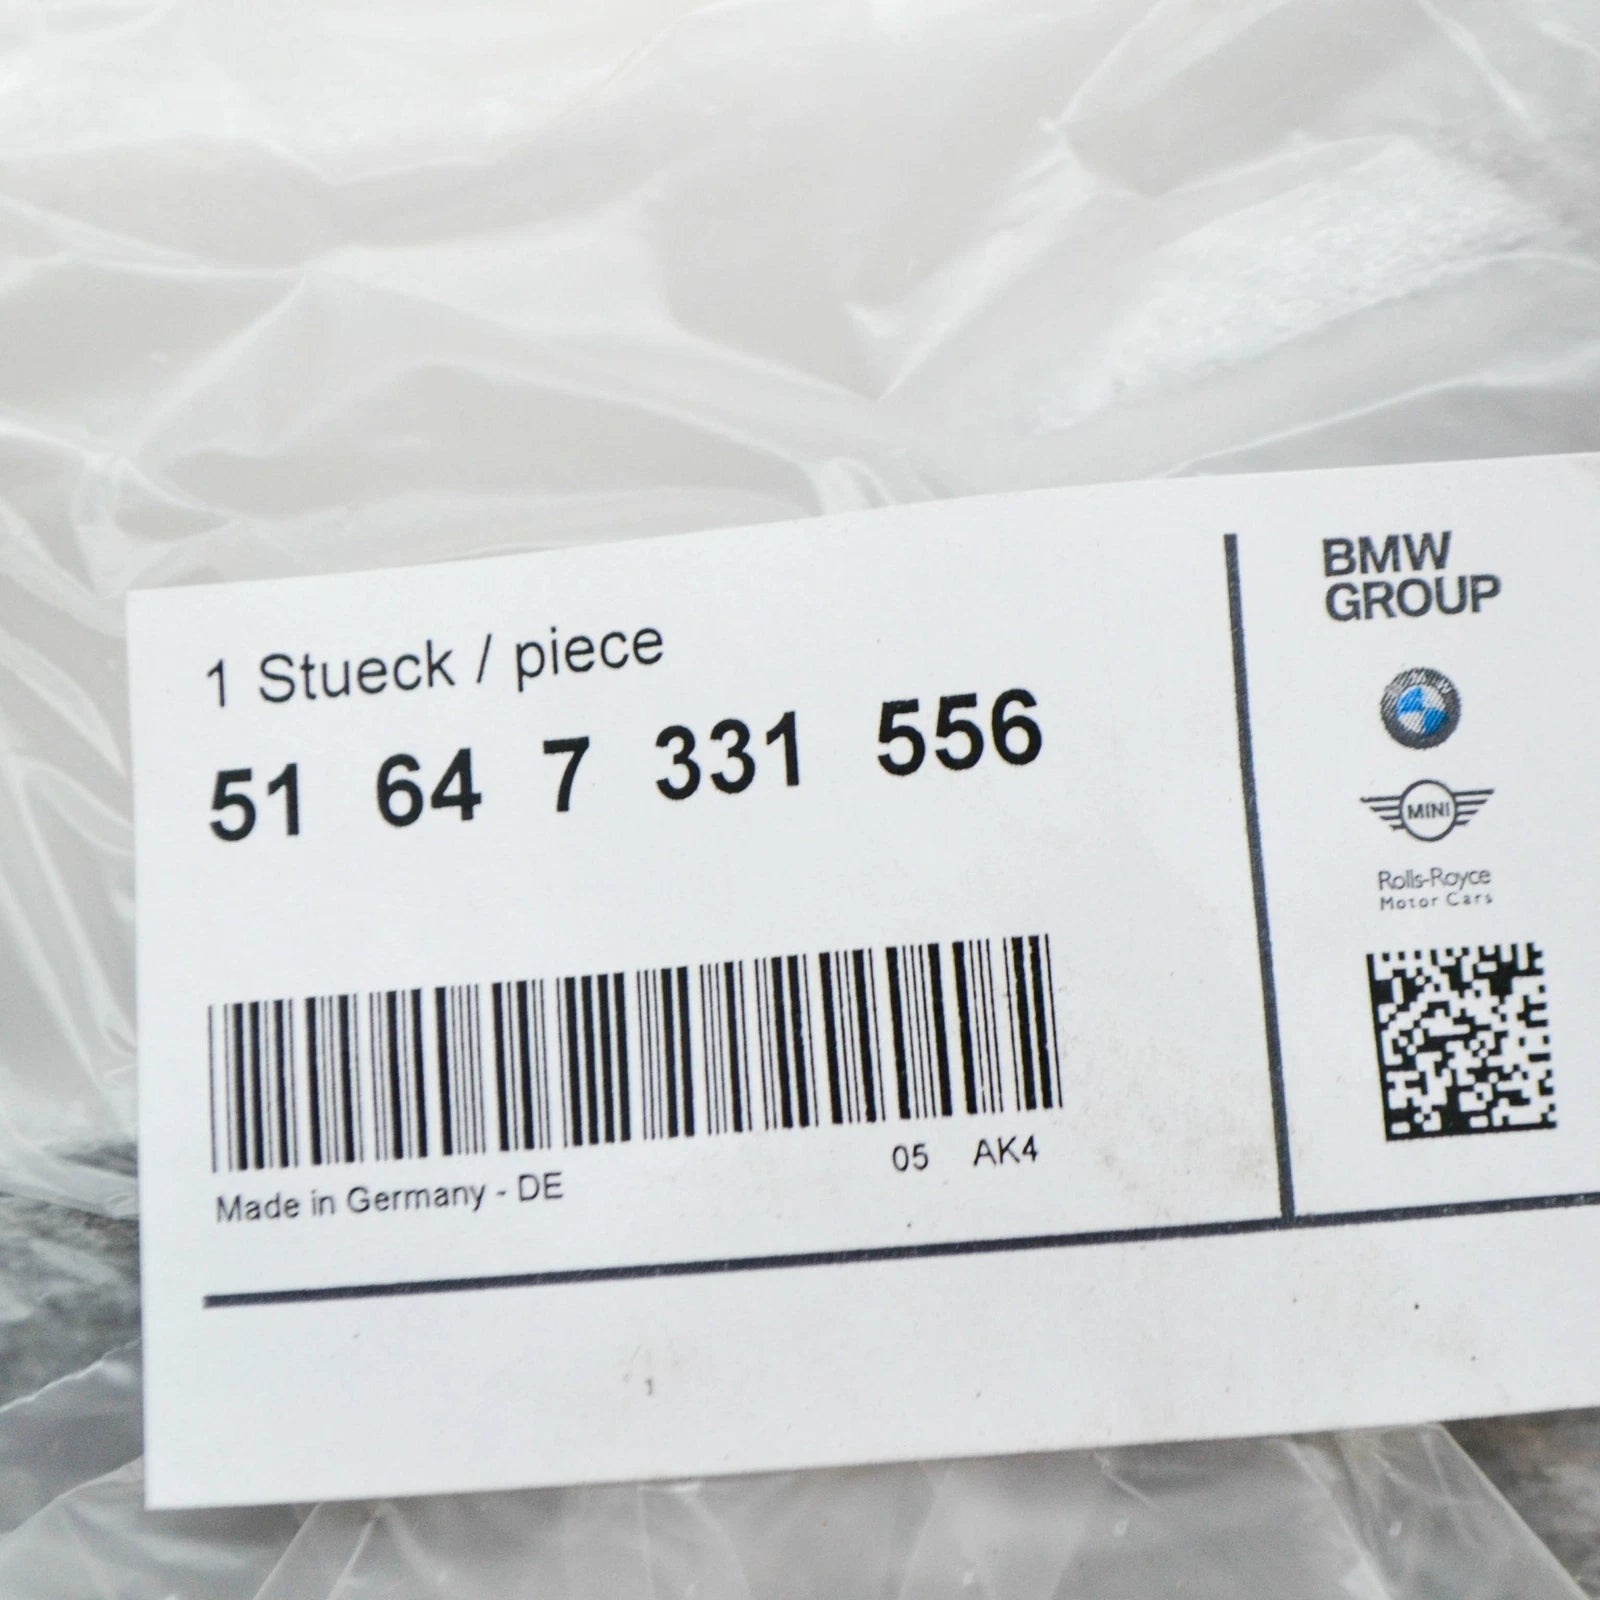 1 Stueck / piece
51 64 7 331 556
05 AK4
Made in Germany - DE
BMW
GROUP
MINI
Rolls-Royce
Motor Cars